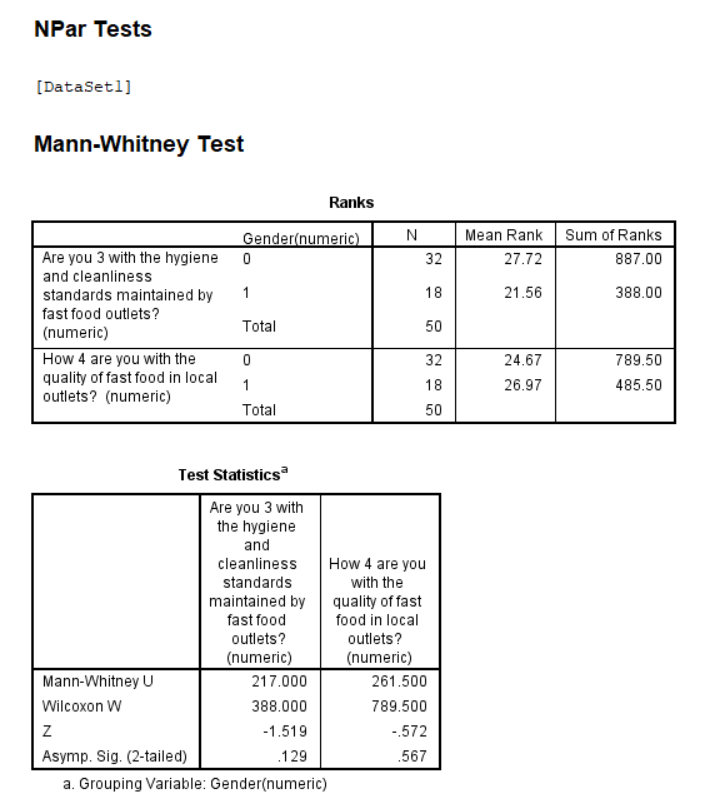 NPar Tests
[DataSet1]
Mann-Whitney Test
Ranks
Gender(numeric) N Mean Rank Sum of Ranks
Are you 3 with the hygiene 0 32 27.72 887.00
and cleanliness
standards maintained by 1 18 21.56 388.00
fast food outlets?
(numeric) Total 50
How 4 are you with the 0 32 24.67 789.50
quality of fast food in local 1 18 26.97 485.50
outlets? (numeric)
Total 50
Test Statisticsa
Are you 3 with
the hygiene
and
cleanliness How 4 are you
standards with the
maintained by quality of fast
fast food food in local
outlets? outlets?
(numeric) (numeric)
Mann-Whitney U 217.000 261.500
Wilcoxon W 388.000 789.500
Z -1.519 -.572
Asymp. Sig. (2-tailed) .129 .567
a. Grouping Variable: Gender(numeric)